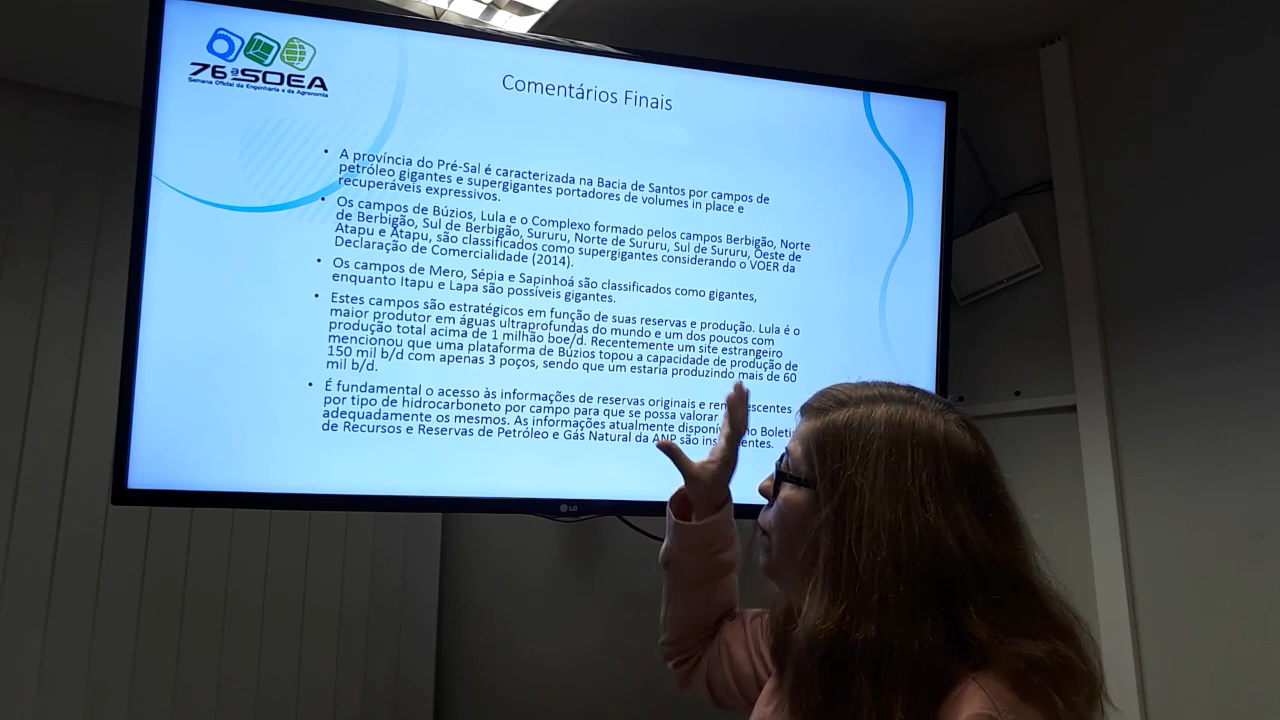 76ª SOEA
Semana Oficial da Engenharia e da Agronomia
Comentários Finais
• A província do Pré-Sal é caracterizada na Bacia de Santos por campos de
petróleo gigantes e supergigantes portadores de volumes in place e
recuperáveis expressivos.
• Os campos de Búzios, Lula e o Complexo formado pelos campos Berbigão, Norte
de Berbigão, Sul de Berbigão, Sururu, Norte de Sururu, Sul de Sururu, Oeste de
Atapu e Atapu, são classificados como supergigantes considerando o VOER da
Declaração de Comercialidade (2014).
• Os campos de Mero, Sépia e Sapinhoá são classificados como gigantes,
enquanto Itapu e Lapa são possíveis gigantes.
• Estes campos são estratégicos em função de suas reservas e produção. Lula é o
maior produtor em águas ultraprofundas do mundo e um dos poucos com
produção total acima de 1 milhão boe/d. Recentemente um site estrangeiro
mencionou que uma plataforma de Búzios topou a capacidade de produção de
150 mil b/d com apenas 3 poços, sendo que um estaria produzindo mais de 60
mil b/d.
• É fundamental o acesso às informações de reservas originais e
por tipo de hidrocarboneto por campo para que se possa valorar
adequadamente os mesmos. As informações atualmente no
de Recursos e Reservas de Petróleo e Gás Natural da ANP são
LG